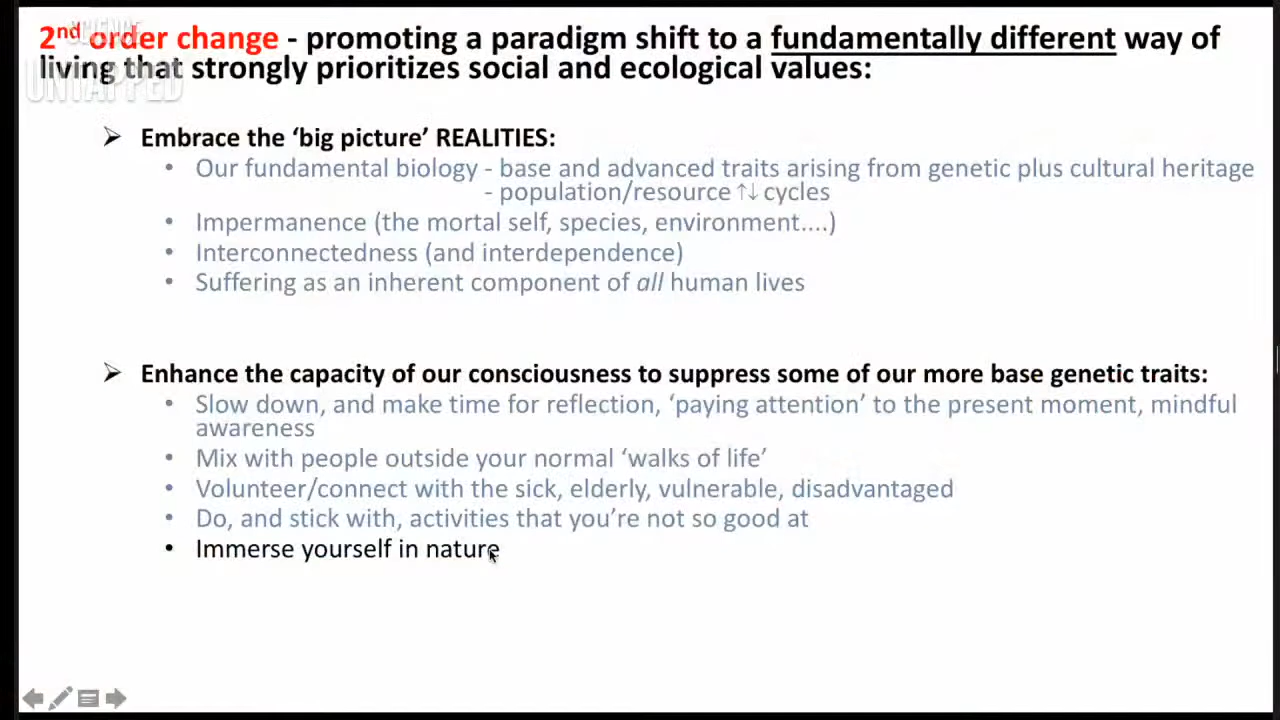 2nd order change - promoting a paradigm shift to a fundamentally different way of
living that strongly prioritizes social and ecological values:
SCIENCE
UNTAPPED
➢ Embrace the ‘big picture’ REALITIES:
• Our fundamental biology - base and advanced traits arising from genetic plus cultural heritage
- population/resource ↑↓ cycles
• Impermanence (the mortal self, species, environment....)
• Interconnectedness (and interdependence)
• Suffering as an inherent component of all human lives
➢ Enhance the capacity of our consciousness to suppress some of our more base genetic traits:
• Slow down, and make time for reflection, ‘paying attention’ to the present moment, mindful
awareness
• Mix with people outside your normal ‘walks of life’
• Volunteer/connect with the sick, elderly, vulnerable, disadvantaged
• Do, and stick with, activities that you’re not so good at
• Immerse yourself in nature